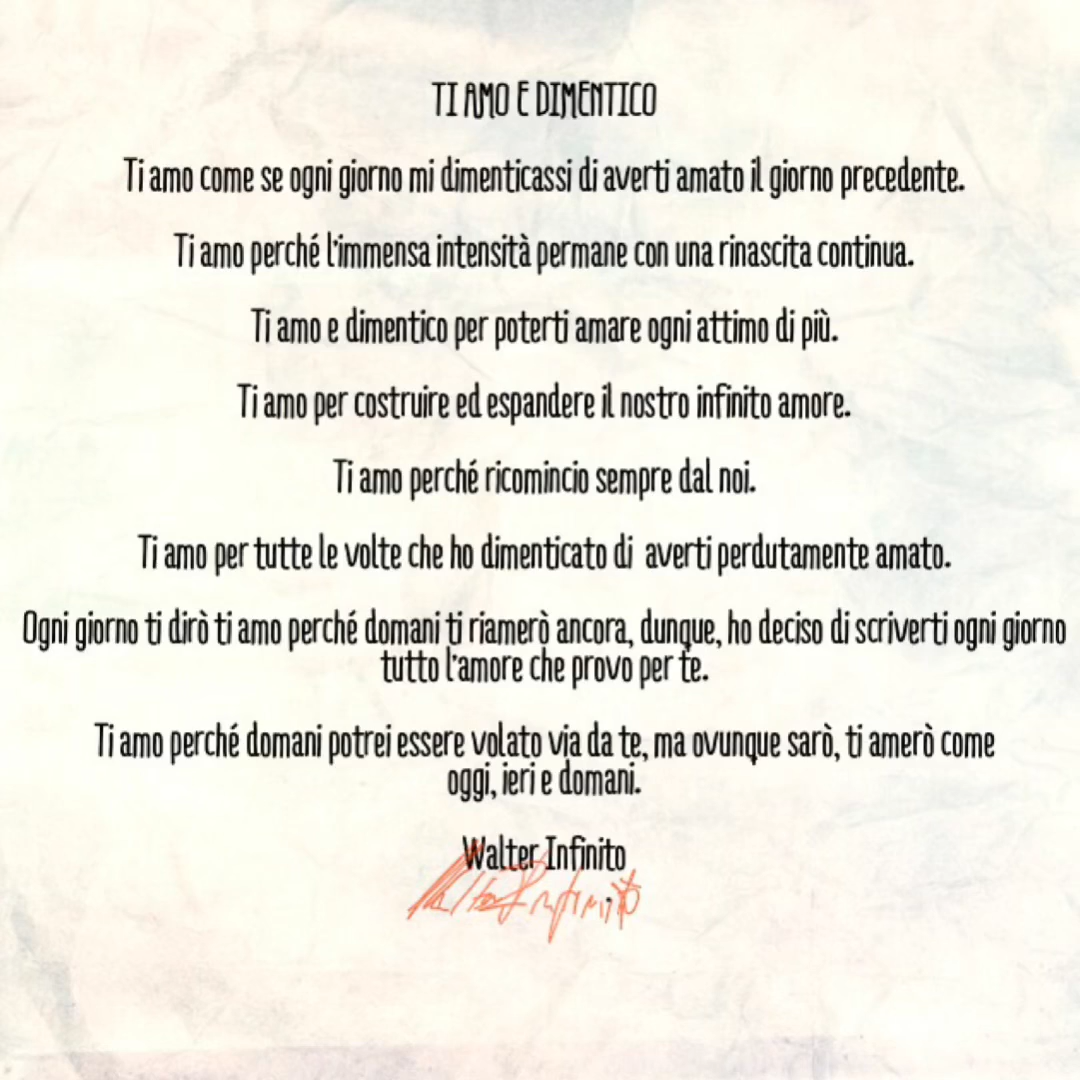 TI AMO E DIMENTICO
Ti amo come se ogni giorno mi dimenticassi di averti amato il giorno precedente.
Ti amo perché l'immensa intensità permane con una rinascita continua.
Ti amo e dimentico per poterti amare ogni attimo di più.
Ti amo per costruire ed espandere il nostro infinito amore.
Ti amo perché ricomincio sempre dal noi.
Ti amo per tutte le volte che ho dimenticato di averti perdutamente amato.
Ogni giorno ti dirò ti amo perché domani ti riamerò ancora, dunque, ho deciso di scriverti ogni giorno
tutto l'amore che provo per te.
Ti amo perché domani potrei essere volato via da te, ma ovunque sarò, ti amerò come
oggi, ieri e domani.
Walter Infinito
Walter Infinito